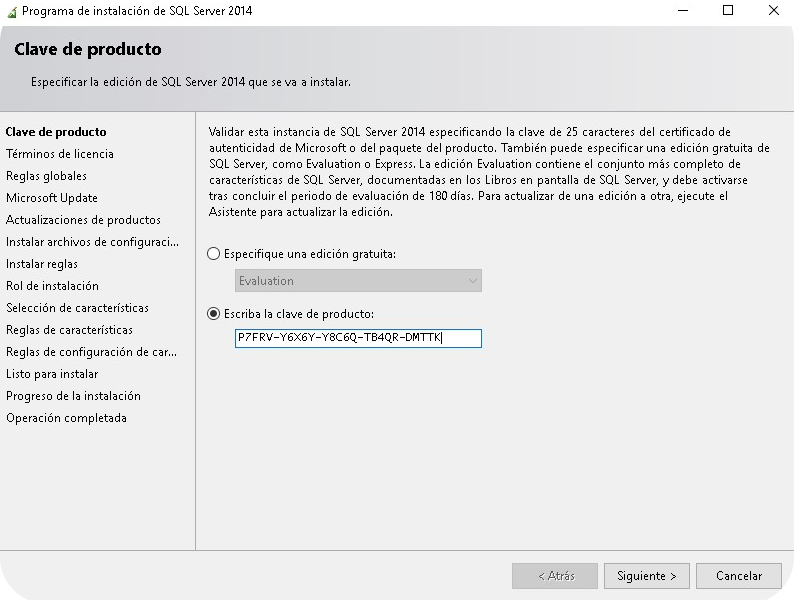 Programa de instalación de SQL Server 2014
Clave de producto
Especificar la edición de SQL Server 2014 que se va a instalar.
Clave de producto
Términos de licencia
Reglas globales
Microsoft Update
Actualizaciones de productos
Instalar archivos de configuraci...
Instalar reglas
Rol de instalación
Selección de características
Reglas de características
Reglas de configuración de car...
Listo para instalar
Progreso de la instalación
Operación completada
Validar esta instancia de SQL Server 2014 especificando la clave de 25 caracteres del certificado de
autenticidad de Microsoft o del paquete del producto. También puede especificar una edición gratuita de
SQL Server, como Evaluation o Express. La edición Evaluation contiene el conjunto más completo de
características de SQL Server, documentadas en los Libros en pantalla de SQL Server, y debe activarse
tras concluir el periodo de evaluación de 180 días. Para actualizar de una edición a otra, ejecute el
Asistente para actualizar la edición.
Especifique una edición gratuita:
Evaluation
Escriba la clave de producto:
P7FRV-Y6X6Y-Y8C6Q-TB4QR-DMTTK
< Atrás
Siguiente >
Cancelar